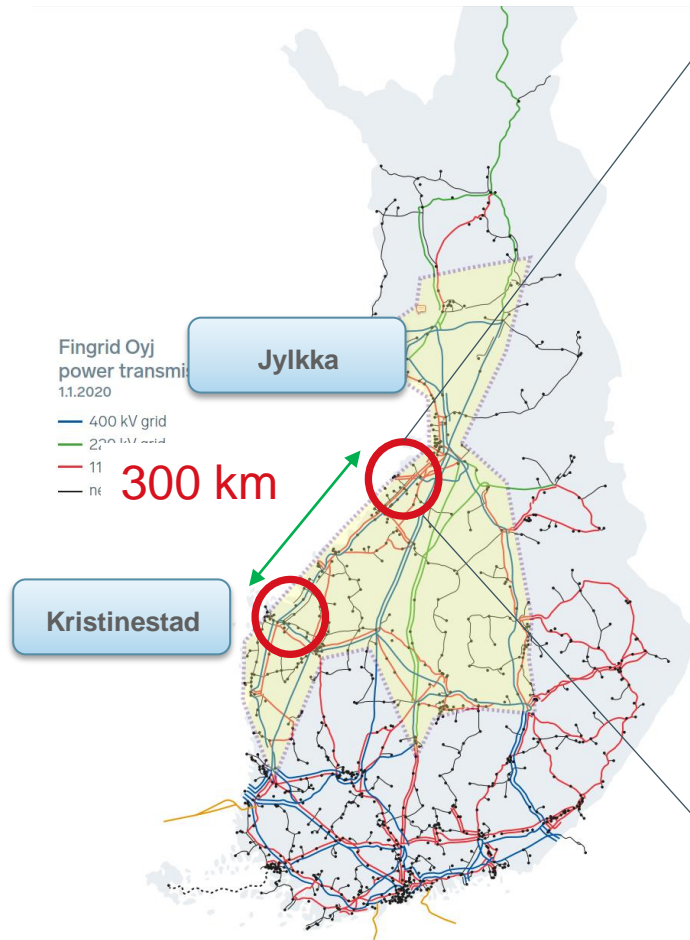 Jylkka
Fingrid Oyj
power transmis
1.1.2020
400 kV grid
300 km
Kristinestad